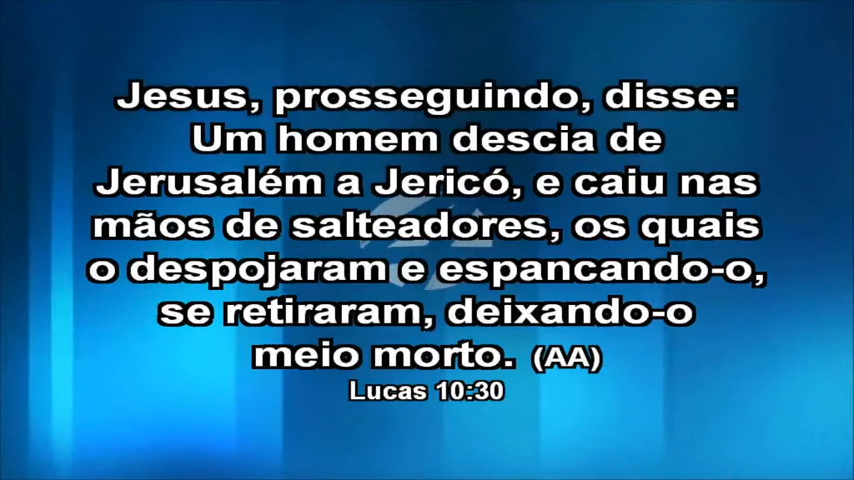 Jesus, prosseguindo, disse:
Um homem descia de
Jerusalém a Jericó, e caiu nas
mãos de salteadores, os quais
o despojaram e espancando-o,
se retiraram, deixando-o
meio morto. (AA)
Lucas 10:30